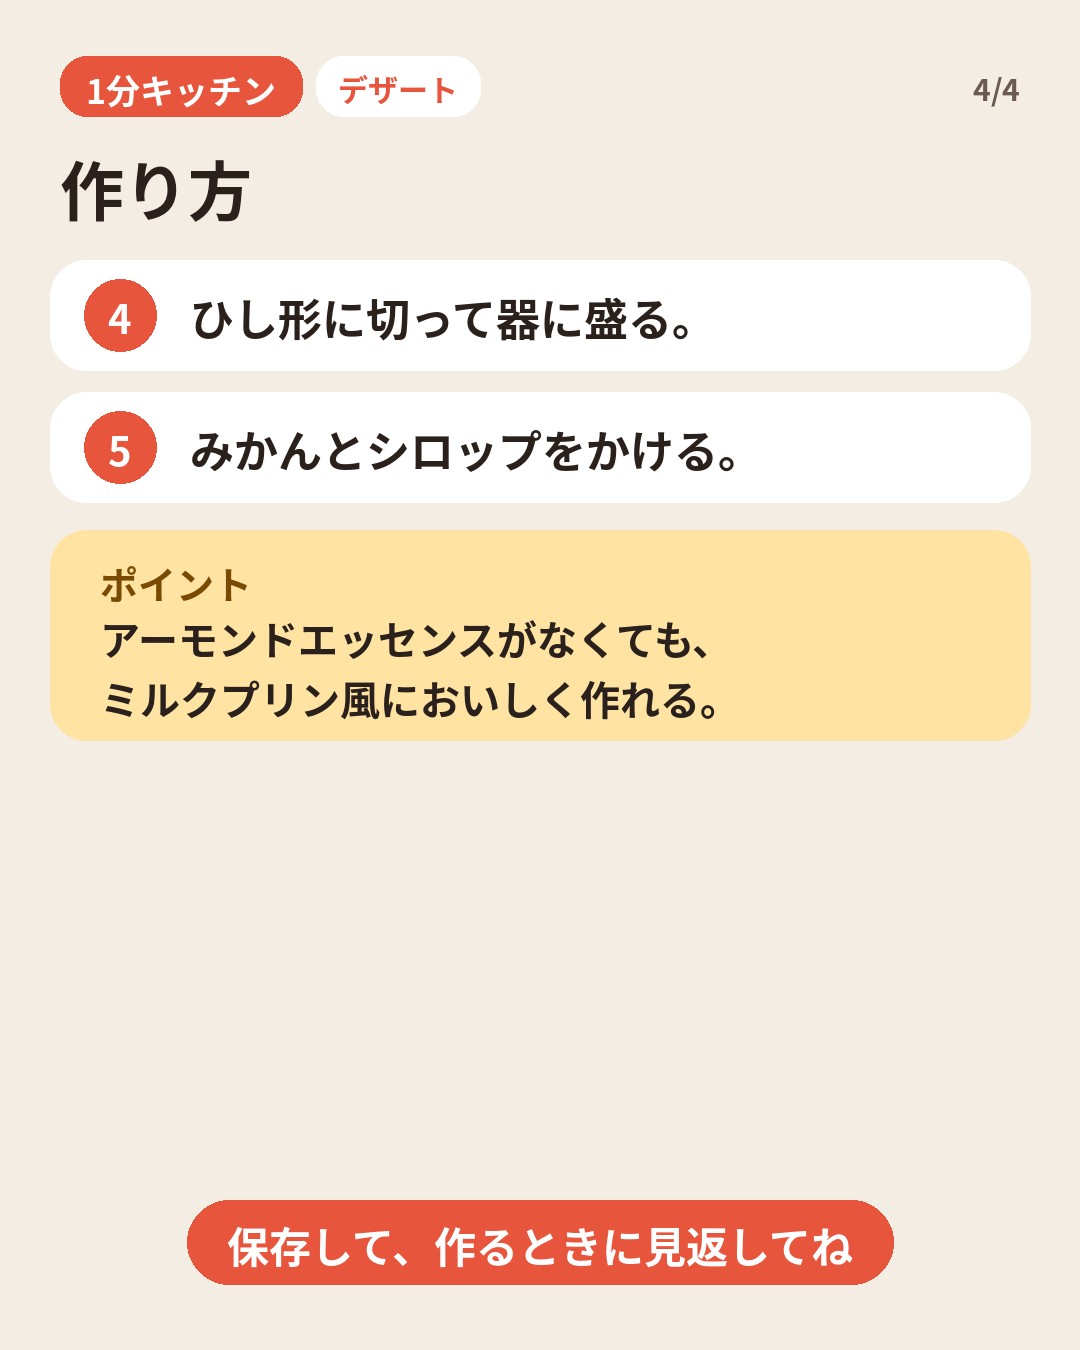 1分キッチン デザート 4/4
作り方
4 ひし形に切って器に盛る。
5 みかんとシロップをかける。
ポイント
アーモンドエッセンスがなくても、
ミルクプリン風においしく作れる。
保存して、作るときに見返してね